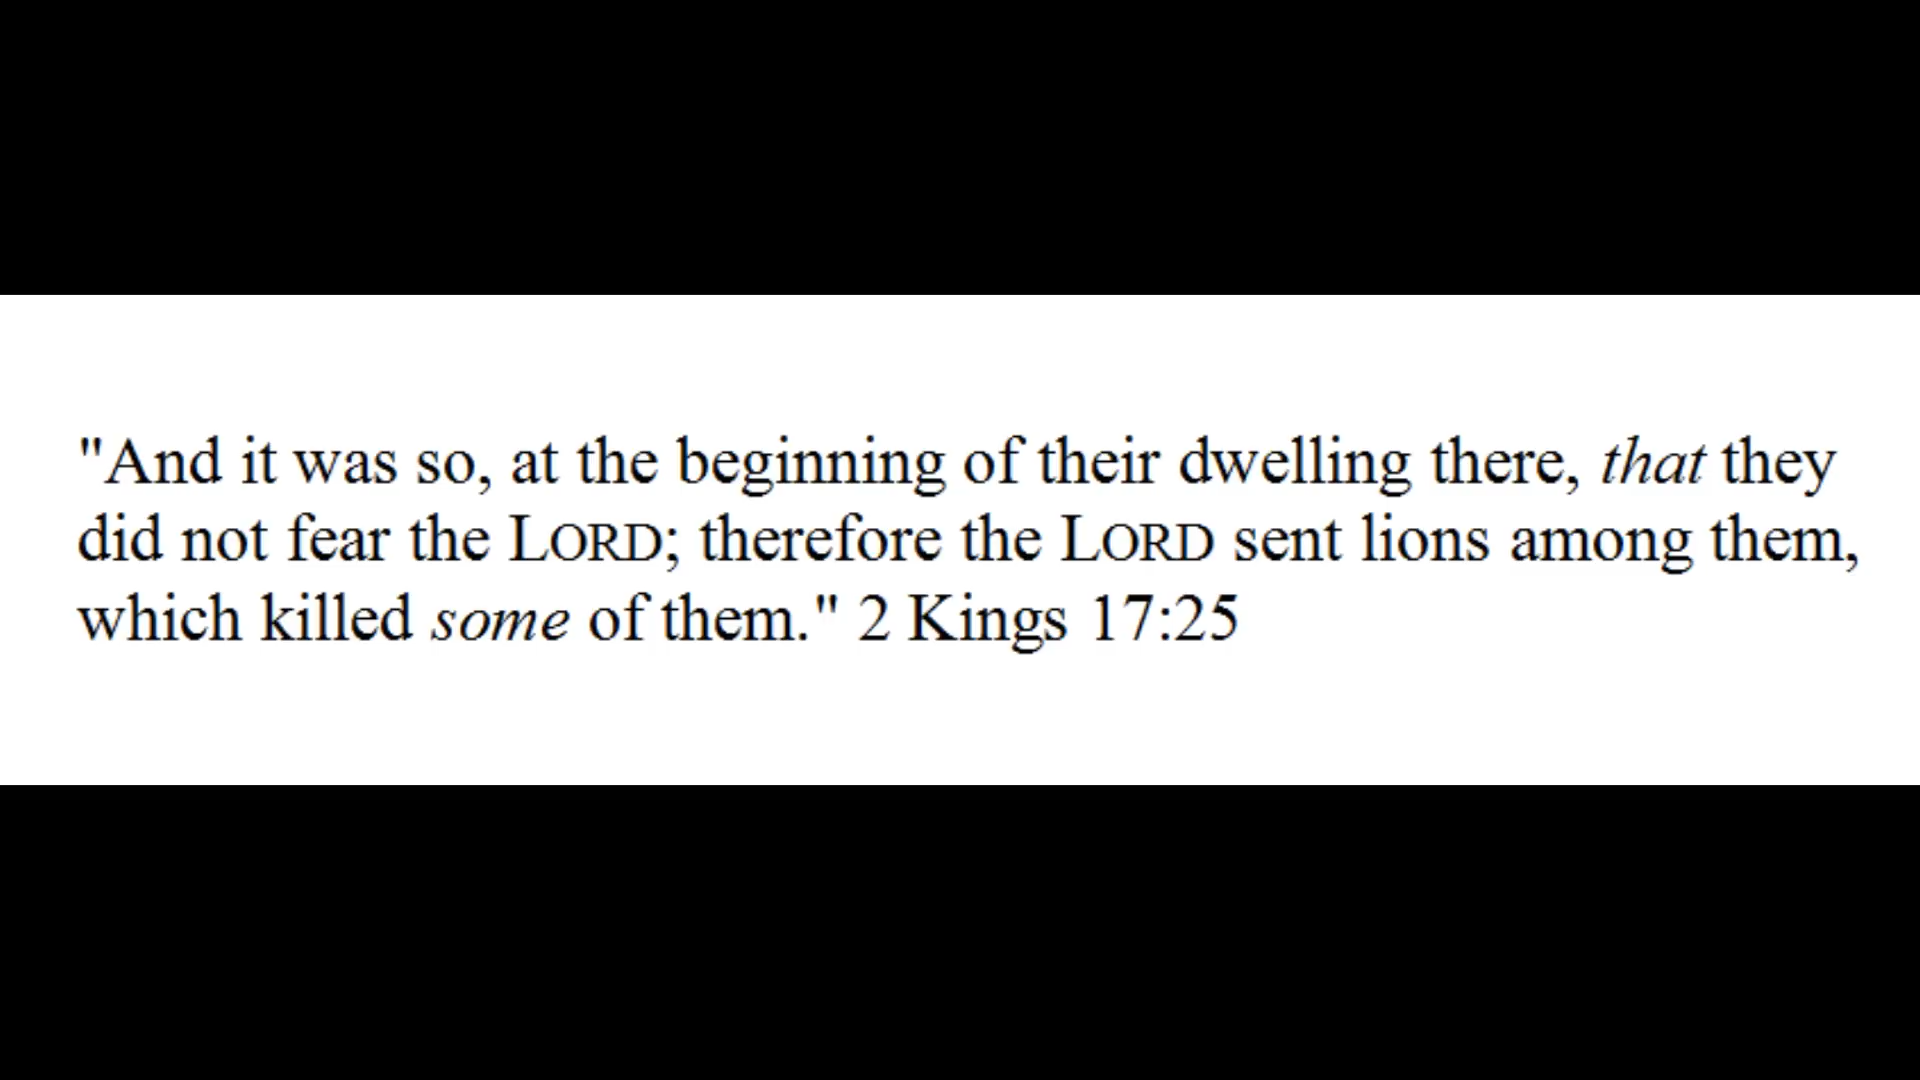 "And it was so, at the beginning of their dwelling there, that they
did not fear the LORD; therefore the LORD sent lions among them,
which killed some of them." 2 Kings 17:25